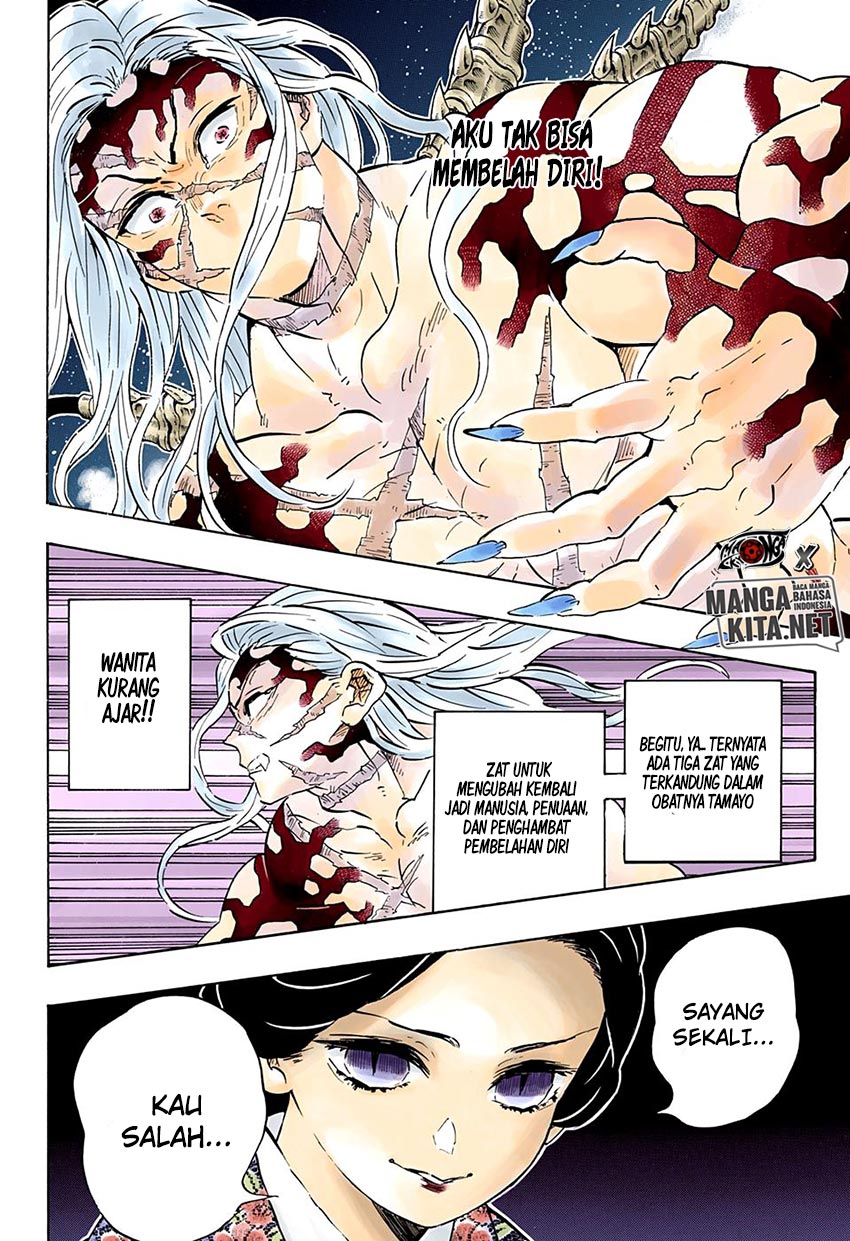 AKU TAK BISA
MEMBELAH DIRI!
MANGA
KITA.NET
BACA MANGA
BAHASA
INDONESIA
X
BEGITU, YA... TERNYATA
ADA TIGA ZAT YANG
TERKANDUNG DALAM
OBATNYA TAMAYO
ZAT UNTUK
MENGUBAH KEMBALI
JADI MANUSIA, PENUAAN,
DAN PENGHAMBAT
PEMBELAHAN DIRI
WANITA
KURANG
AJAR!!
SAYANG
SEKALI...
KAU
SALAH...